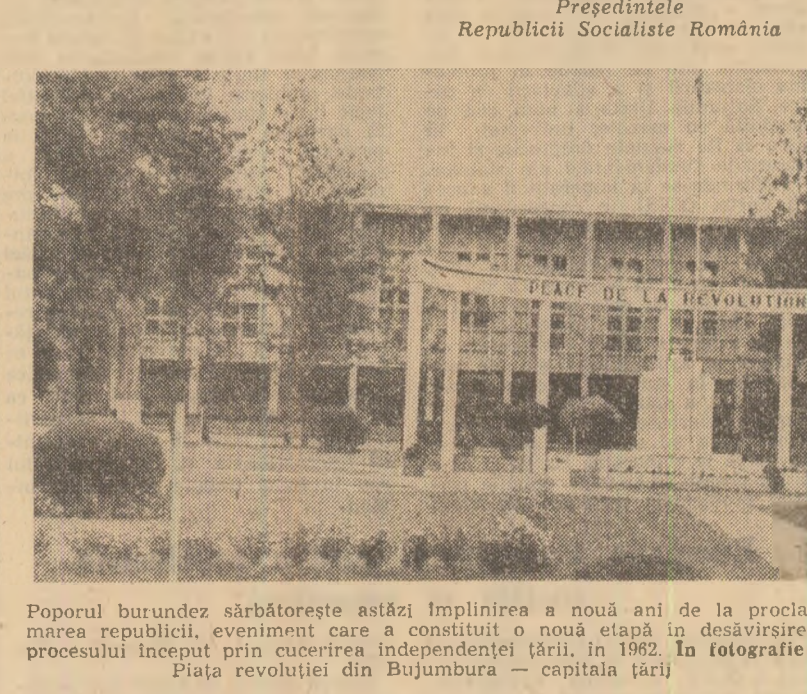 Președintele
Republicii Socialiste România
PLACE DE LA REVOLUTION
Poporul burundez sărbătorește astăzi împlinirea a nouă ani de la procla
marea republicii, eveniment care a constituit o nouă etapă în desăvîrșire
procesului început prin cucerirea independenței țării, în 1962. În fotografie
Piața revoluției din Bujumbura — capitala țării